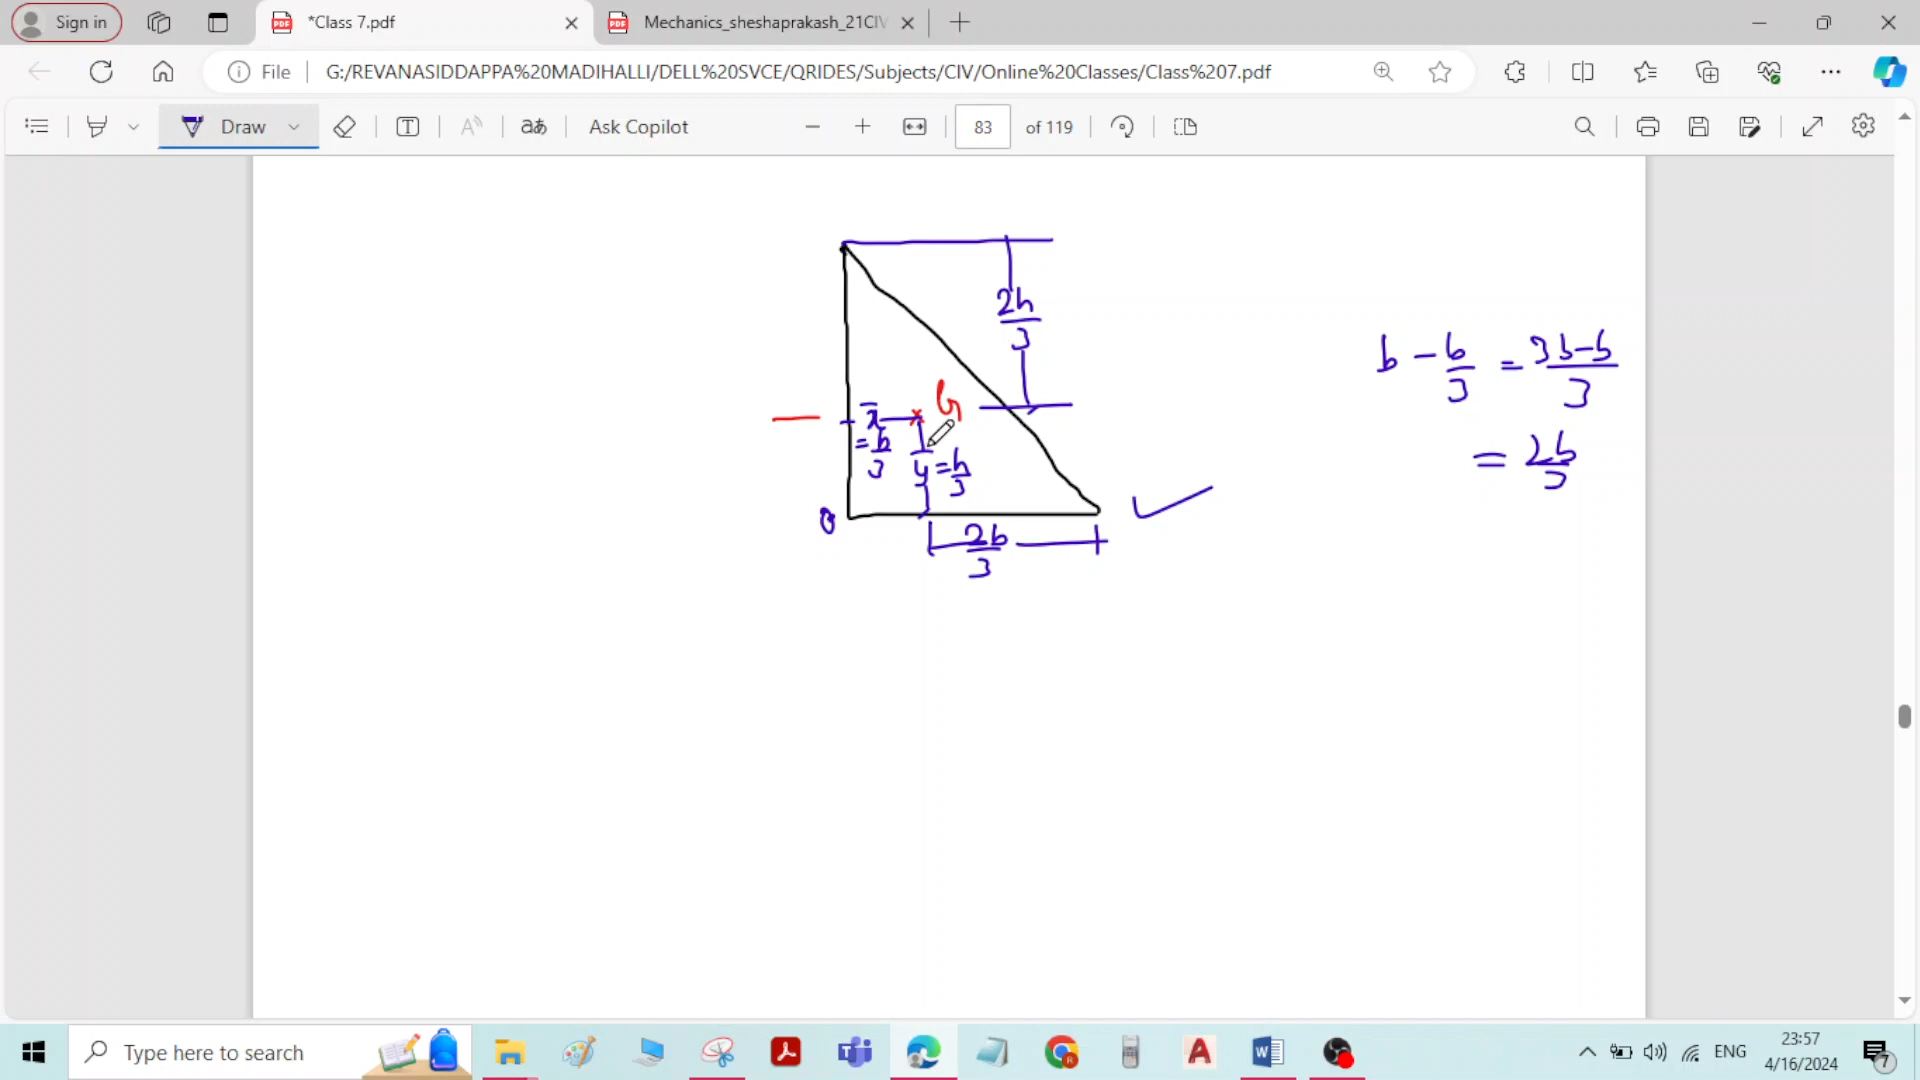 Sign in
*Class 7.pdf
Mechanics_sheshaprakash_21CIV
File
G:/REVANASIDDAPPA%20MADIHALLI/DELL%20SVCE/QRIDES/Subjects/CIV/Online%20Classes/Class%207.pdf
Draw
Ask Copilot
83 of 119
2h/3
b - b/3 = 3b-b/3
= 2b/3
G
x̄ = b/3
y = h/3
0
2b/3
Type here to search
ENG
23:57
4/16/2024
7